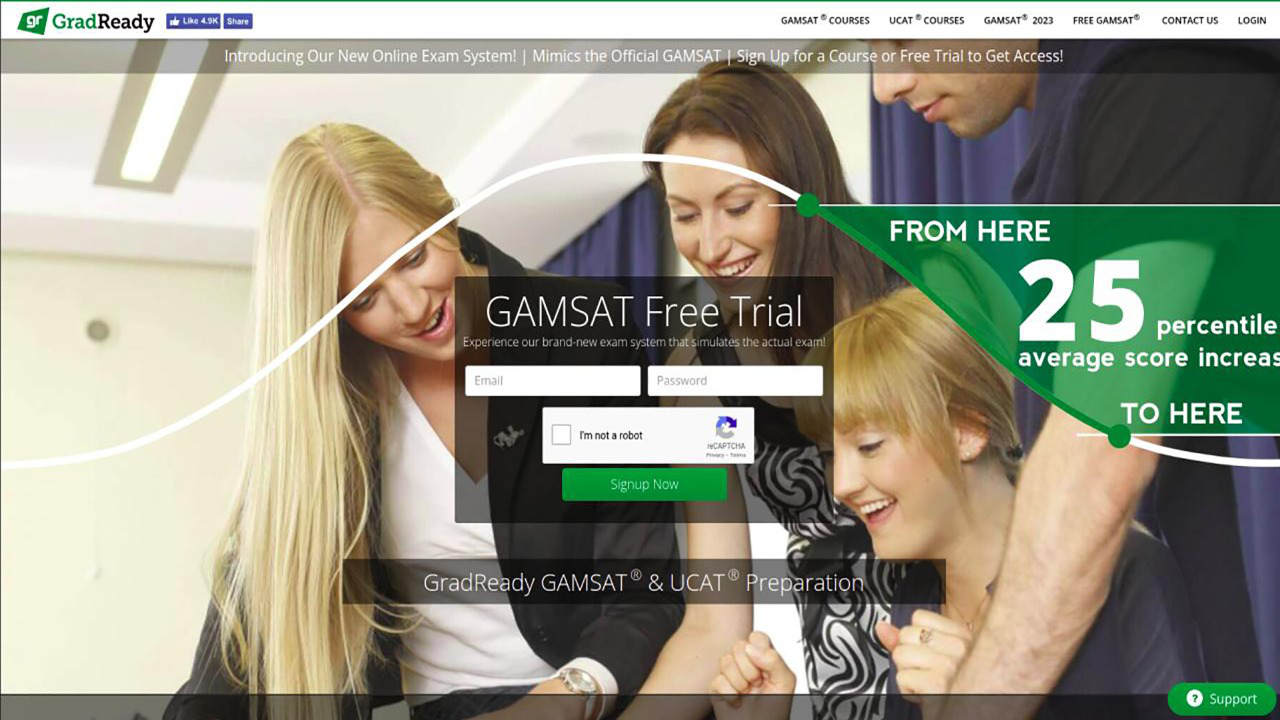 gr GradReady
Like 4.9K Share
GAMSAT ® COURSES UCAT ® COURSES GAMSAT® 2023 FREE GAMSAT® CONTACT US LOGIN
Introducing Our New Online Exam System! | Mimics the Official GAMSAT | Sign Up for a Course or Free Trial to Get Access!
FROM HERE
25 percentile
average score increas
TO HERE
GAMSAT Free Trial
Experience our brand-new exam system that simulates the actual exam!
Email Password
I'm not a robot
reCAPTCHA
Privacy - Terms
Signup Now
GradReady GAMSAT® & UCAT® Preparation
? Support